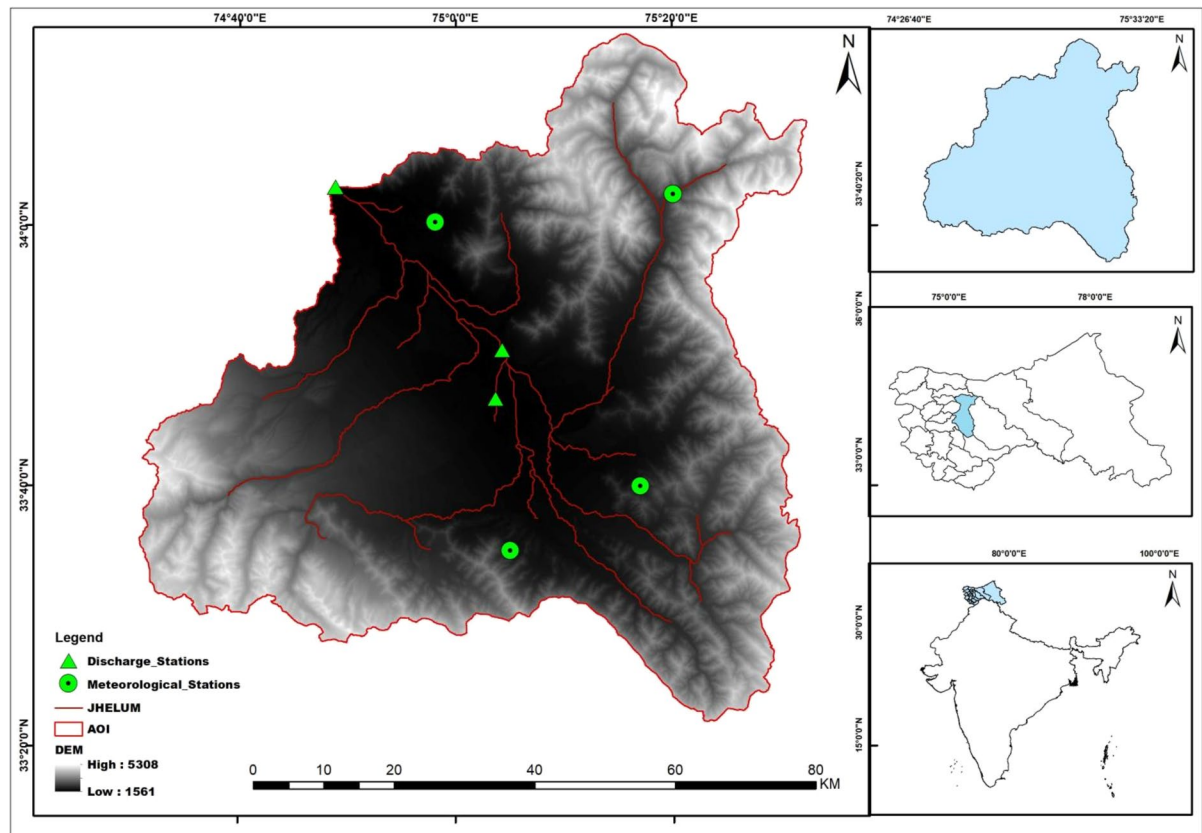 74°40'0"E 75°0'0"E 75°20'0"E
N
34°0'0"N
33°40'0"N
33°20'0"N
Legend
Discharge_Stations
Meteorological_Stations
JHELUM
AOI
DEM
High : 5308
Low : 1561
0 10 20 40 60 80
KM
74°26'40"E 75°33'20"E
N
33°40'20"N
75°0'0"E 78°0'0"E
N
36°0'0"N
33°0'0"N
80°0'0"E 100°0'0"E
N
30°0'0"N
15°0'0"N